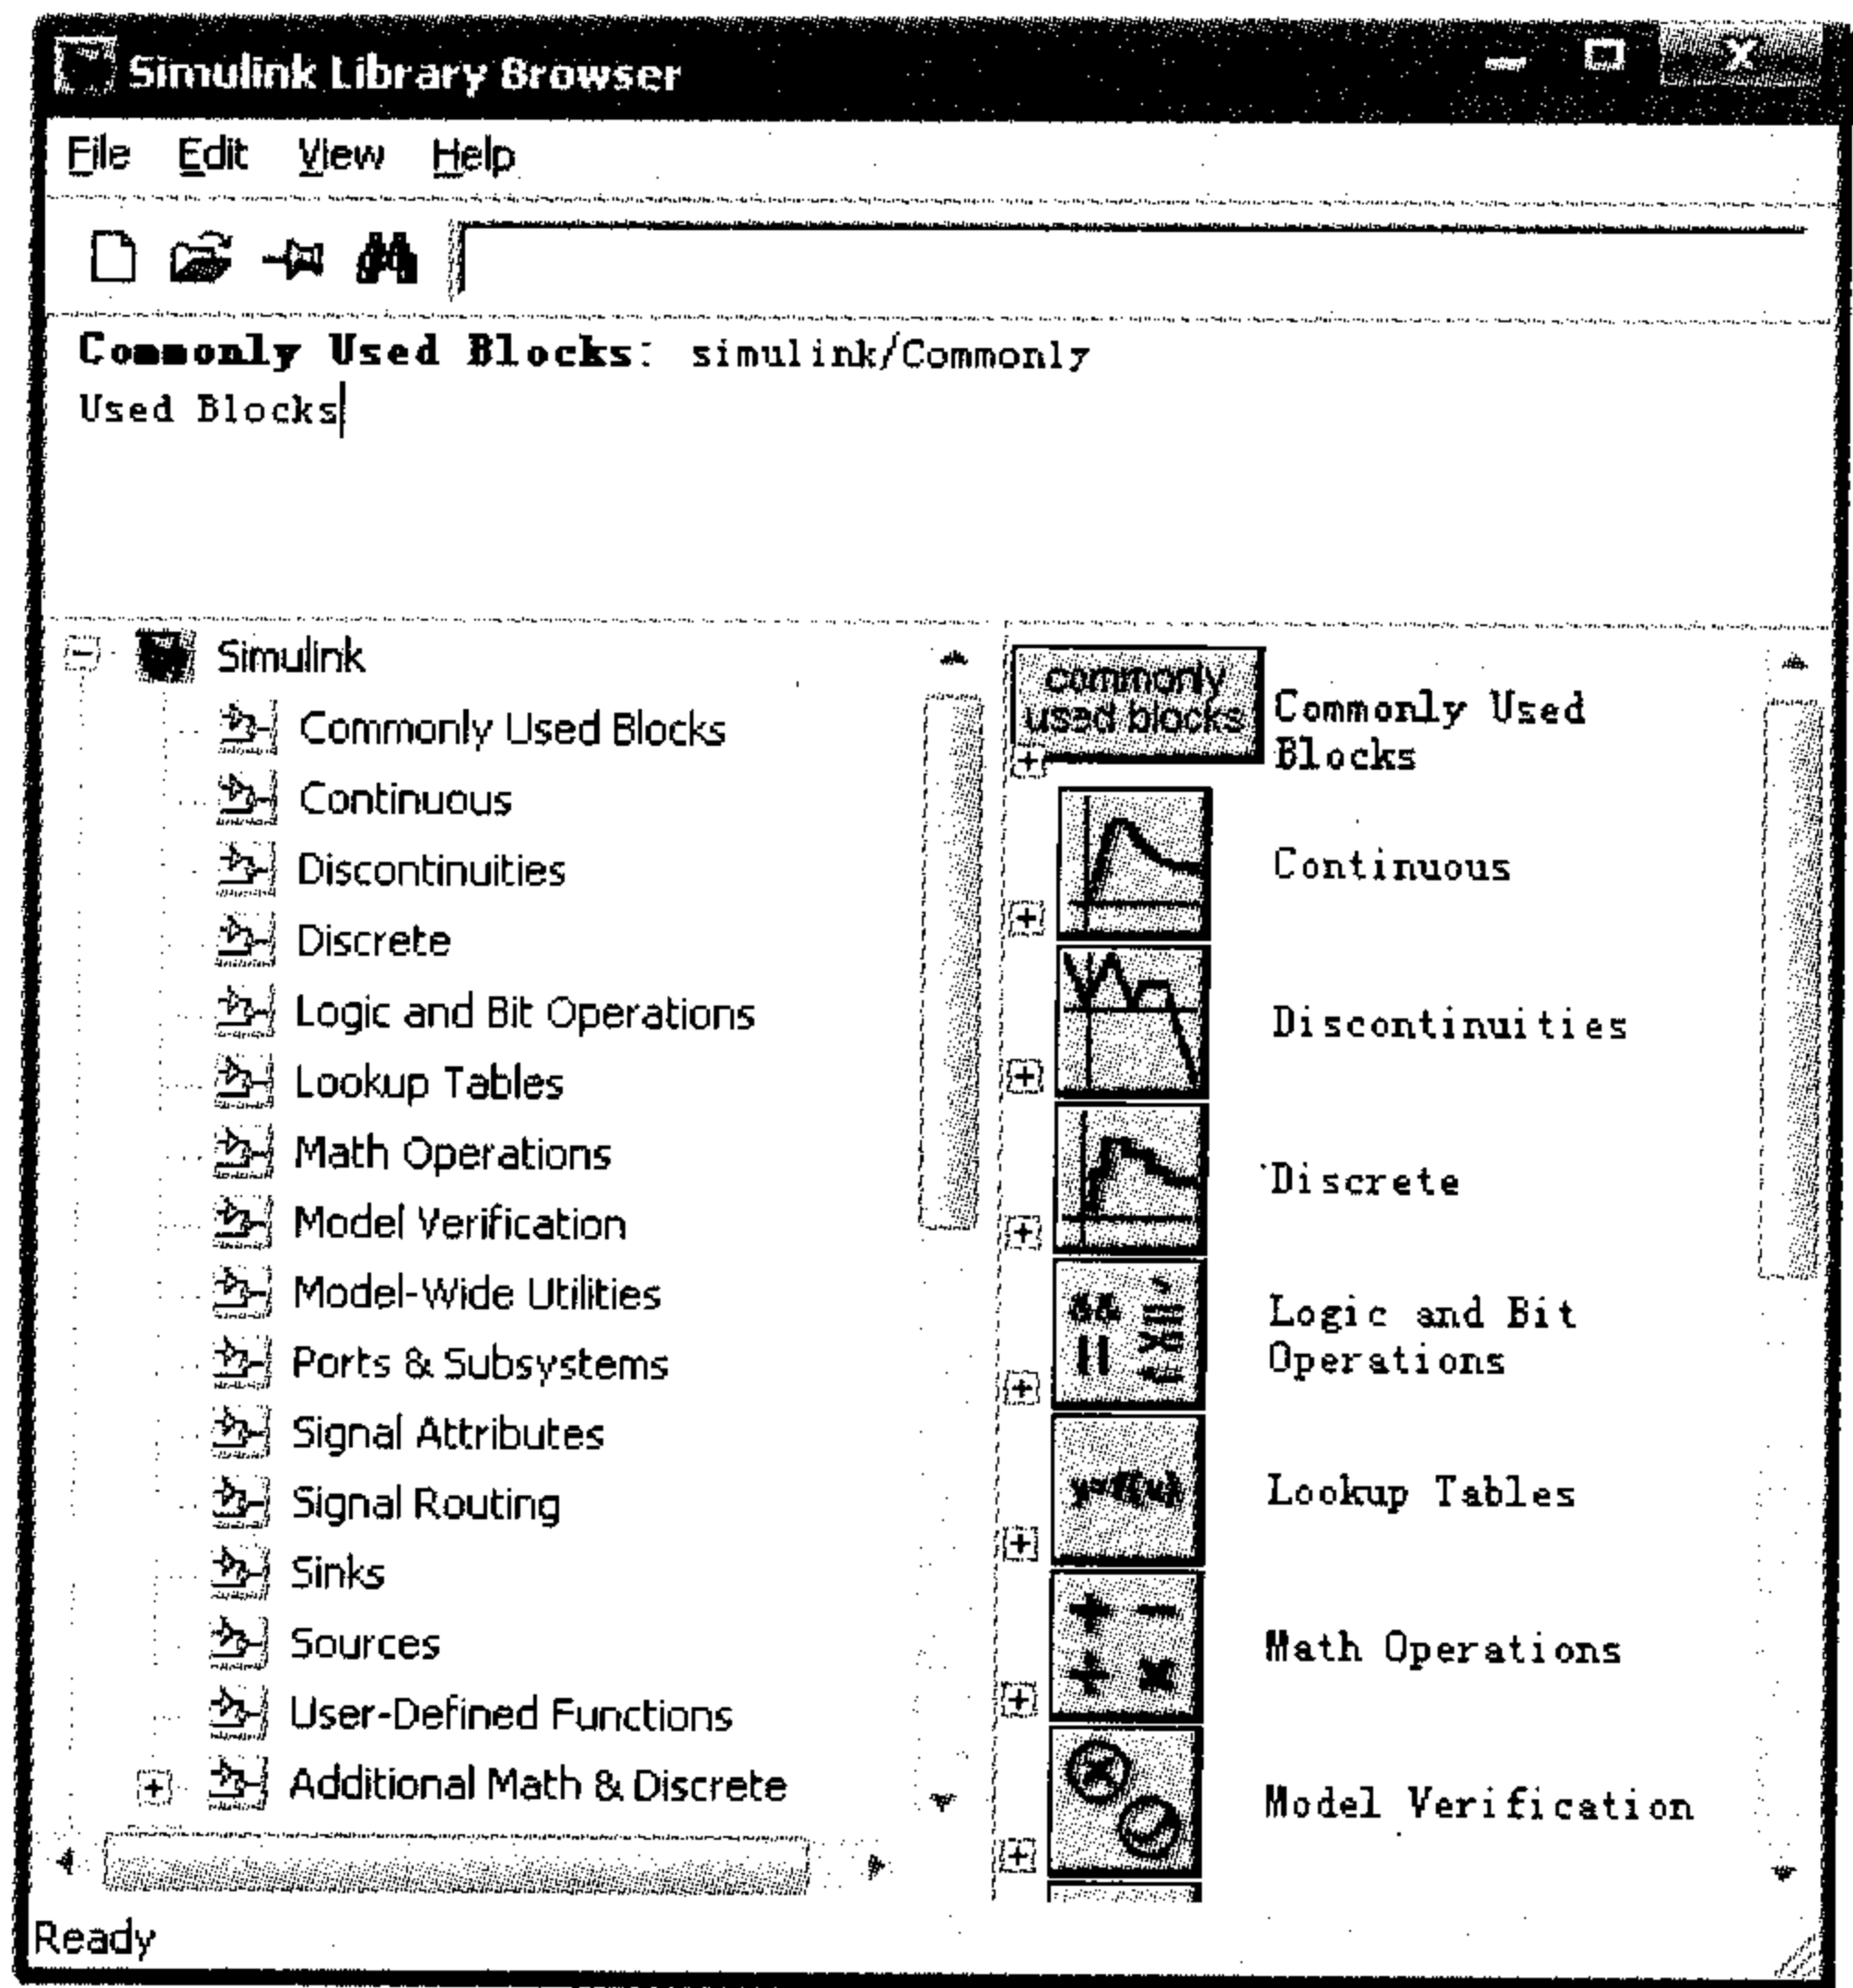 Simulink Library Browser
File Edit View Help
Commonly Used Blocks: simulink/Commonly
Used Blocks
Simulink
Commonly Used Blocks
Continuous
Discontinuities
Discrete
Logic and Bit Operations
Lookup Tables
Math Operations
Model Verification
Model-Wide Utilities
Ports & Subsystems
Signal Attributes
Signal Routing
Sinks
Sources
User-Defined Functions
Additional Math & Discrete
commonly
used blocks
Commonly Used
Blocks
Continuous
Discontinuities
Discrete
Logic and Bit
Operations
y=f(u)
Lookup Tables
Math Operations
Model Verification
Ready